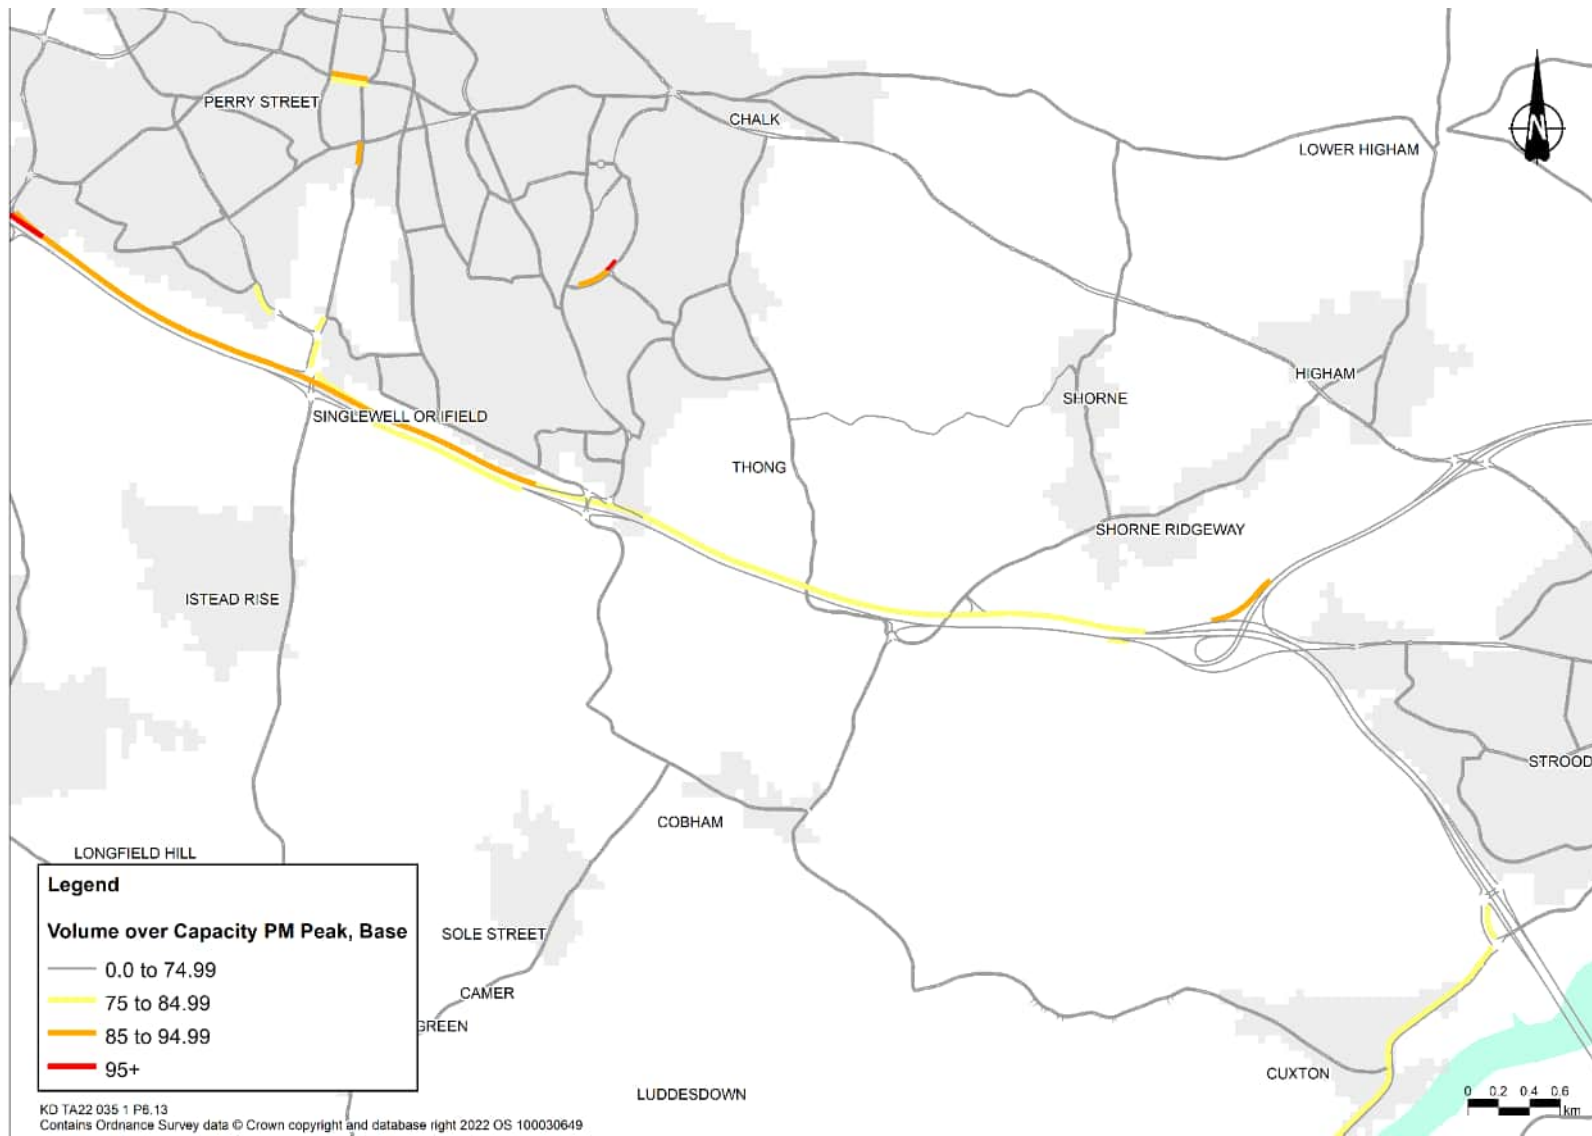 PERRY STREET
CHALK
LOWER HIGHAM
N
HIGHAM
SHORNE
SINGLEWELL OR IFIELD
THONG
SHORNE RIDGEWAY
ISTEAD RISE
STROOD
COBHAM
LONGFIELD HILL
Legend
Volume over Capacity PM Peak, Base
0.0 to 74.99
75 to 84.99
85 to 94.99
95+
SOLE STREET
CAMER
GREEN
CUXTON
LUDDESDOWN
0 0.2 0.4 0.6
km
KD TA22 035 1 P6.13
Contains Ordnance Survey data © Crown copyright and database right 2022 OS 100030649